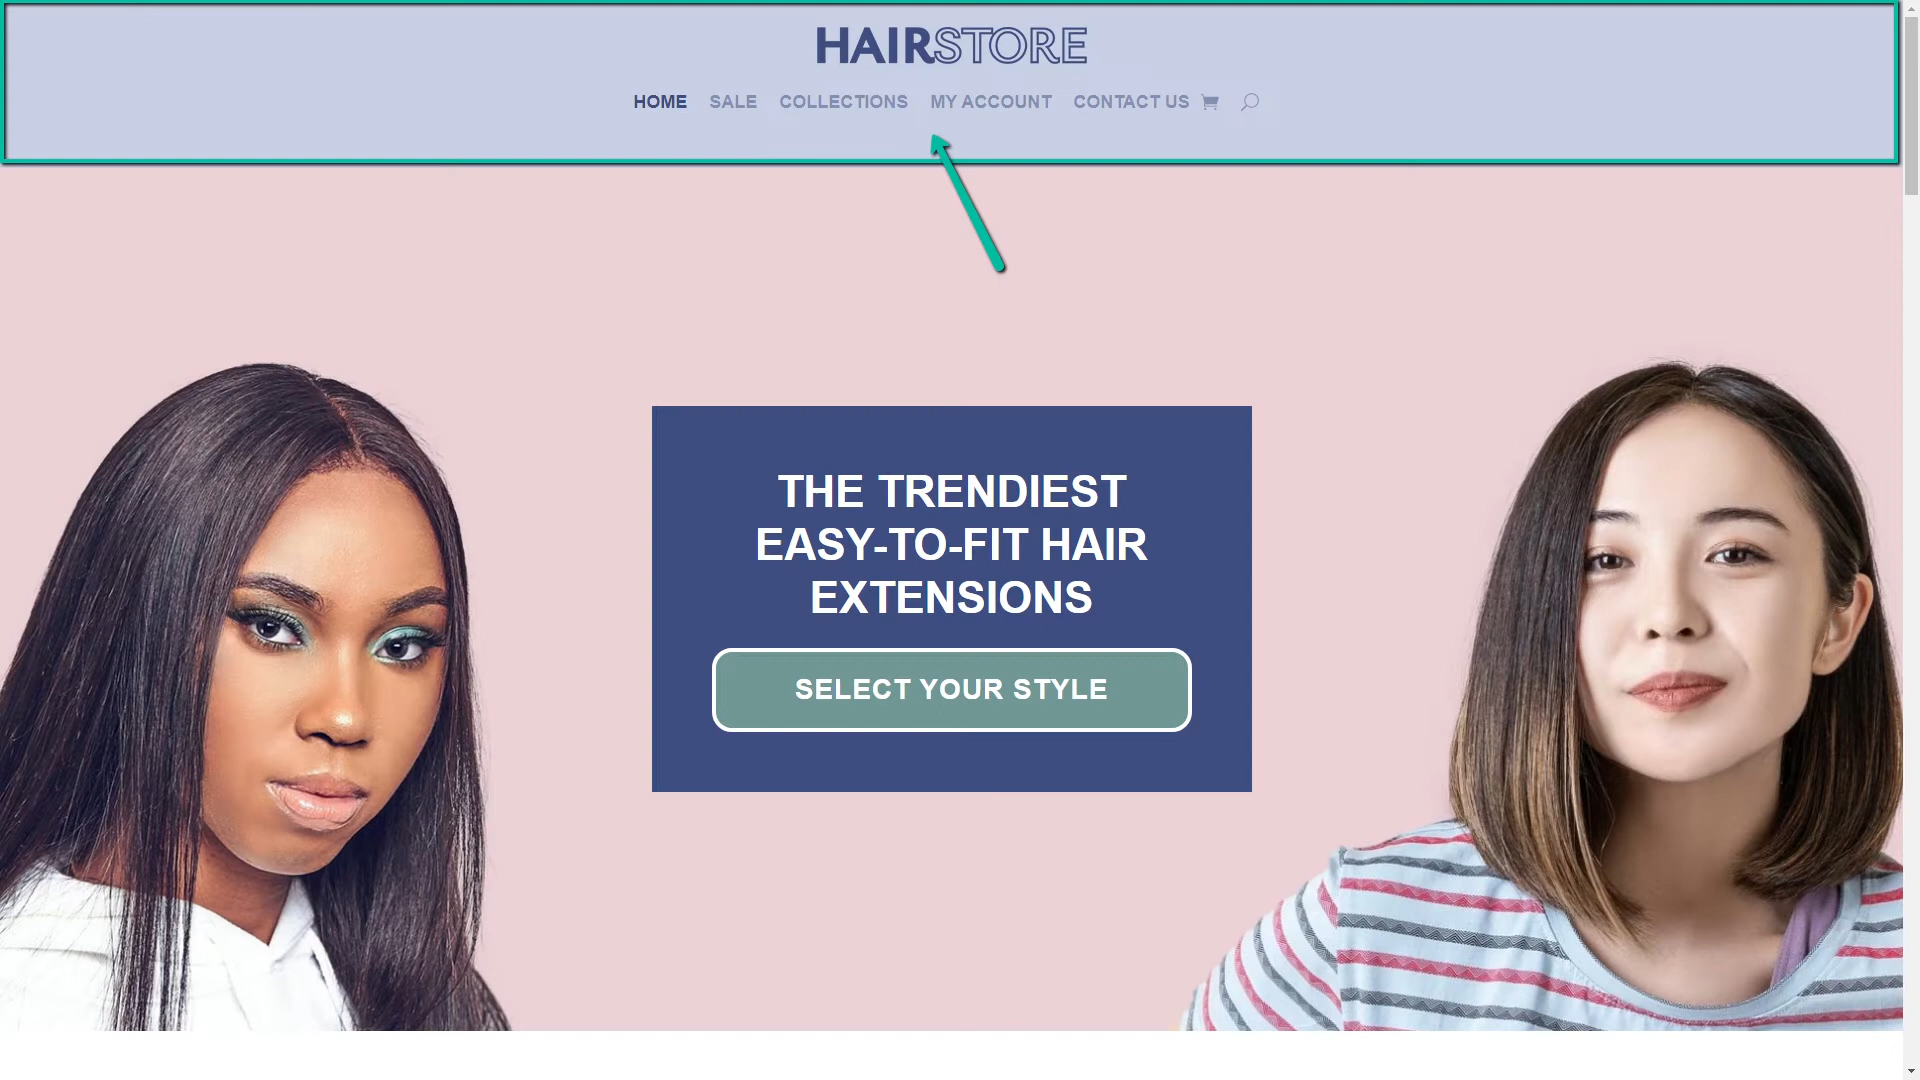 HAIRSTORE
HOME SALE COLLECTIONS MY ACCOUNT CONTACT US
THE TRENDIEST
EASY-TO-FIT HAIR
EXTENSIONS
SELECT YOUR STYLE